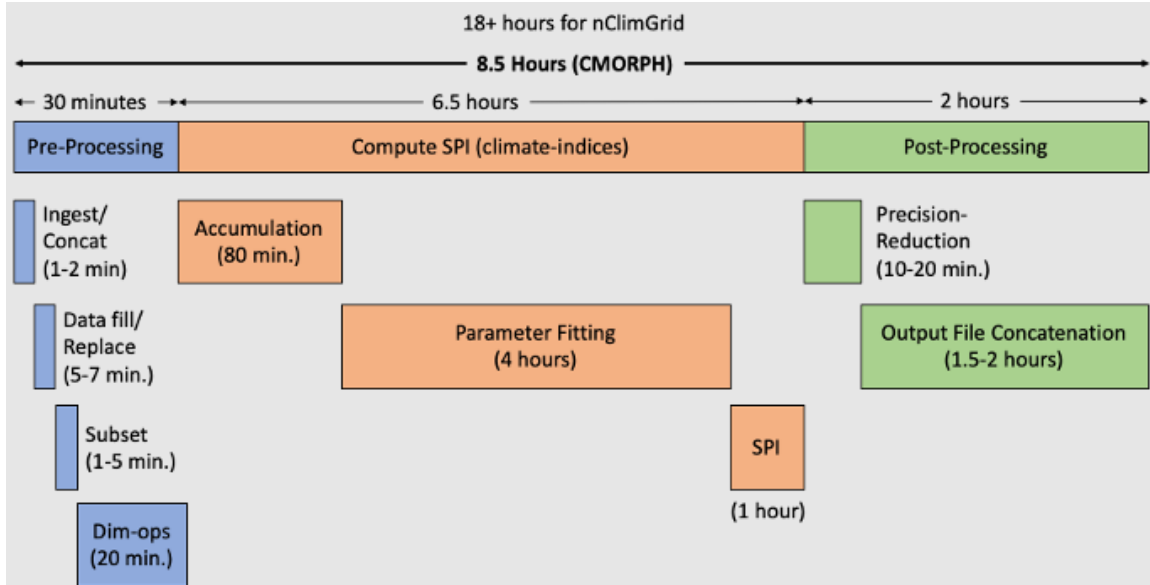 18+ hours for nClimGrid
8.5 Hours (CMORPH)
30 minutes
6.5 hours
2 hours
Pre-Processing
Compute SPI (climate-indices)
Post-Processing
Ingest/
Concat
(1-2 min)
Accumulation
(80 min.)
Precision-
Reduction
(10-20 min.)
Data fill/
Replace
(5-7 min.)
Parameter Fitting
(4 hours)
Output File Concatenation
(1.5-2 hours)
Subset
(1-5 min.)
SPI
(1 hour)
Dim-ops
(20 min.)